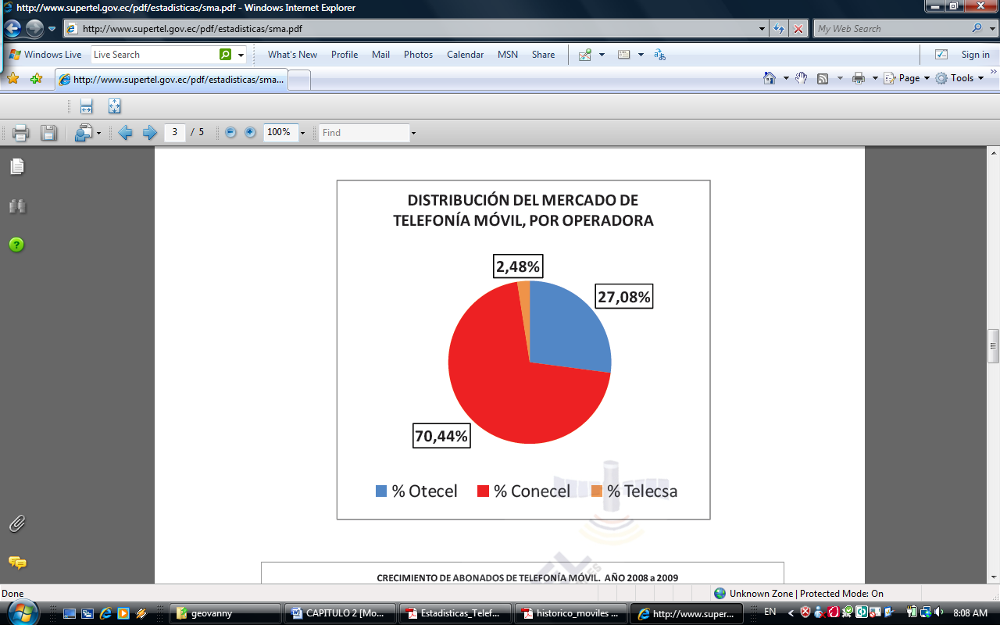 http://www.supertel.gov.ec/pdf/estadisticas/sma.pdf - Windows Internet Explorer
http://www.supertel.gov.ec/pdf/estadisticas/sma.pdf
My Web Search
Windows Live
Live Search
What's New Profile Mail Photos Calendar MSN Share
Sign in
http://www.supertel.gov.ec/pdf/estadisticas/sma...
Page Tools
3 / 5 100% Find
DISTRIBUCIÓN DEL MERCADO DE
TELEFONÍA MÓVIL, POR OPERADORA
2,48%
27,08%
70,44%
% Otecel % Conecel % Telecsa
CRECIMIENTO DE ABONADOS DE TELEFONÍA MÓVIL. AÑO 2008 a 2009
Done
Unknown Zone | Protected Mode: On
geovanny
CAPITULO 2 [Mo...
Estadisticas_Telef...
historico_moviles ...
http://www.super...
EN
8:08 AM